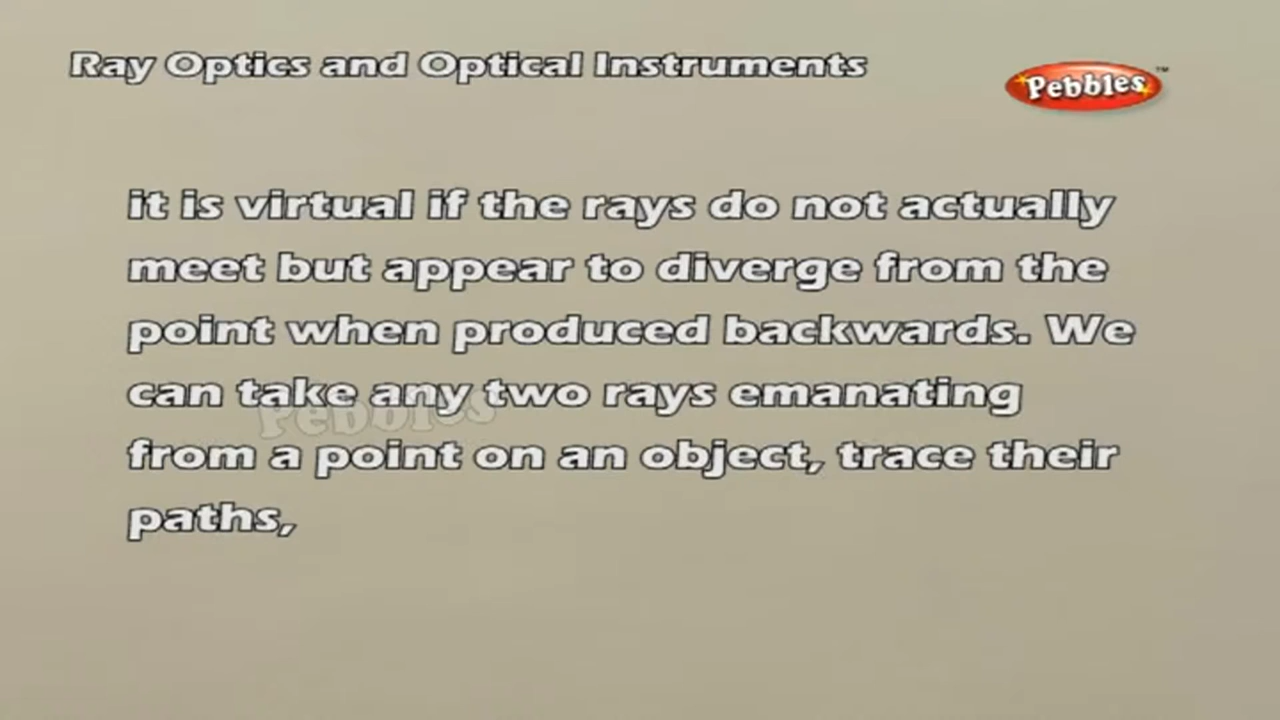 Ray Optics and Optical Instruments
Pebbles™
it is virtual if the rays do not actually
meet but appear to diverge from the
point when produced backwards. We
can take any two rays emanating
Pebbles
from a point on an object, trace their
paths,